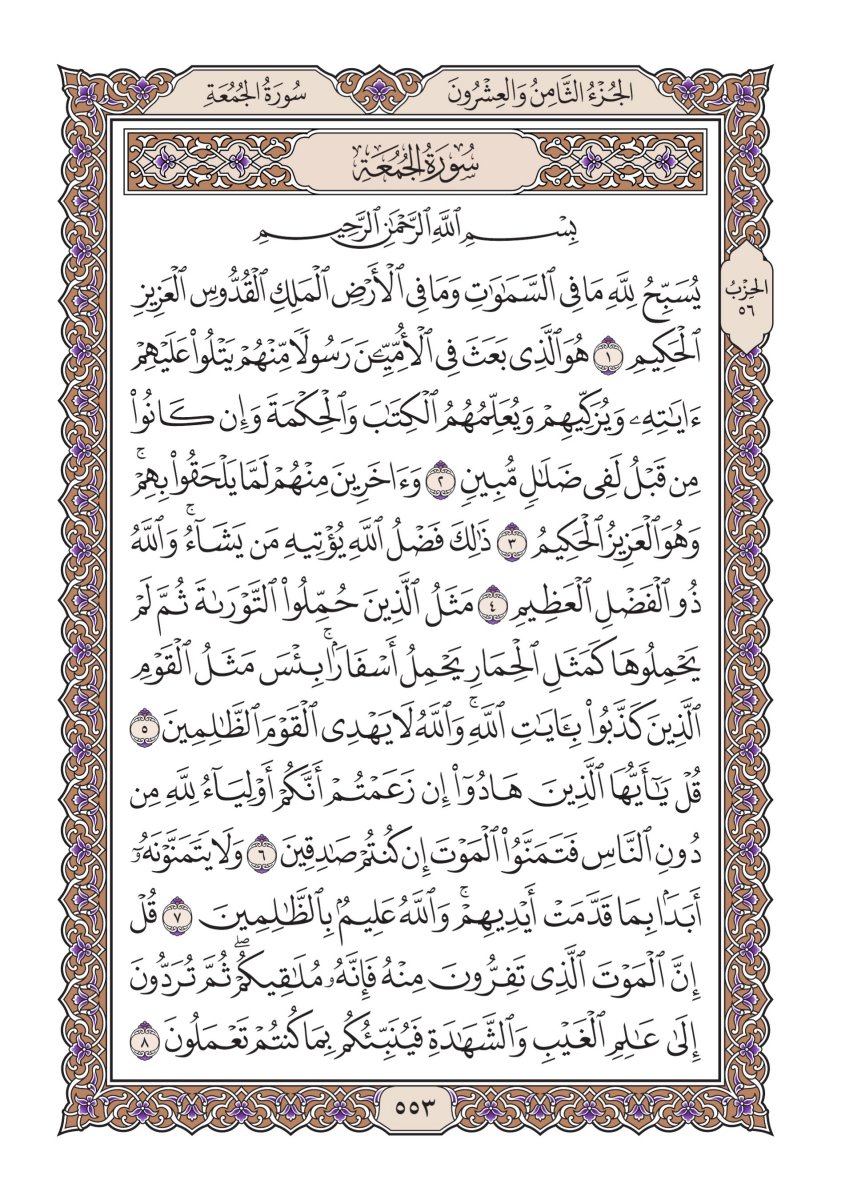 الجُزْءُ الثَّامِنُ وَالعِشْرُونَ
سُورَةُ الجُمُعَةِ
سُورَةُ الجُمُعَةِ
بِسْمِ ٱللَّهِ ٱلرَّحْمَٰنِ ٱلرَّحِيمِ
يُسَبِّحُ لِلَّهِ مَا فِي ٱلسَّمَٰوَٰتِ وَمَا فِي ٱلْأَرْضِ ٱلْمَلِكِ ٱلْقُدُّوسِ ٱلْعَزِيزِ
ٱلْحَكِيمِ ١ هُوَ ٱلَّذِي بَعَثَ فِي ٱلْأُمِّيِّـۧنَ رَسُولًا مِّنْهُمْ يَتْلُوا۟ عَلَيْهِمْ
ءَايَٰتِهِۦ وَيُزَكِّيهِمْ وَيُعَلِّمُهُمُ ٱلْكِتَٰبَ وَٱلْحِكْمَةَ وَإِن كَانُوا۟
مِن قَبْلُ لَفِي ضَلَٰلٍ مُّبِينٍ ٢ وَءَاخَرِينَ مِنْهُمْ لَمَّا يَلْحَقُوا۟ بِهِمْۚ
وَهُوَ ٱلْعَزِيزُ ٱلْحَكِيمُ ٣ ذَٰلِكَ فَضْلُ ٱللَّهِ يُؤْتِيهِ مَن يَشَآءُۚ وَٱللَّهُ
ذُو ٱلْفَضْلِ ٱلْعَظِيمِ ٤ مَثَلُ ٱلَّذِينَ حُمِّلُوا۟ ٱلتَّوْرَىٰةَ ثُمَّ لَمْ
يَحْمِلُوهَا كَمَثَلِ ٱلْحِمَارِ يَحْمِلُ أَسْفَارًاۚ بِئْسَ مَثَلُ ٱلْقَوْمِ
ٱلَّذِينَ كَذَّبُوا۟ بِـَٔايَٰتِ ٱللَّهِۚ وَٱللَّهُ لَا يَهْدِي ٱلْقَوْمَ ٱلظَّٰلِمِينَ ٥
قُلْ يَٰٓأَيُّهَا ٱلَّذِينَ هَادُوٓا۟ إِن زَعَمْتُمْ أَنَّكُمْ أَوْلِيَآءُ لِلَّهِ مِن
دُونِ ٱلنَّاسِ فَتَمَنَّوُا۟ ٱلْمَوْتَ إِن كُنتُمْ صَٰدِقِينَ ٦ وَلَا يَتَمَنَّوْنَهُۥٓ
أَبَدًۢا بِمَا قَدَّمَتْ أَيْدِيهِمْۚ وَٱللَّهُ عَلِيمٌۢ بِٱلظَّٰلِمِينَ ٧ قُلْ
إِنَّ ٱلْمَوْتَ ٱلَّذِي تَفِرُّونَ مِنْهُ فَإِنَّهُۥ مُلَٰقِيكُمْۖ ثُمَّ تُرَدُّونَ
إِلَىٰ عَٰلِمِ ٱلْغَيْبِ وَٱلشَّهَٰدَةِ فَيُنَبِّئُكُم بِمَا كُنتُمْ تَعْمَلُونَ ٨
الحِزْبُ
٥٦
٥٥٣